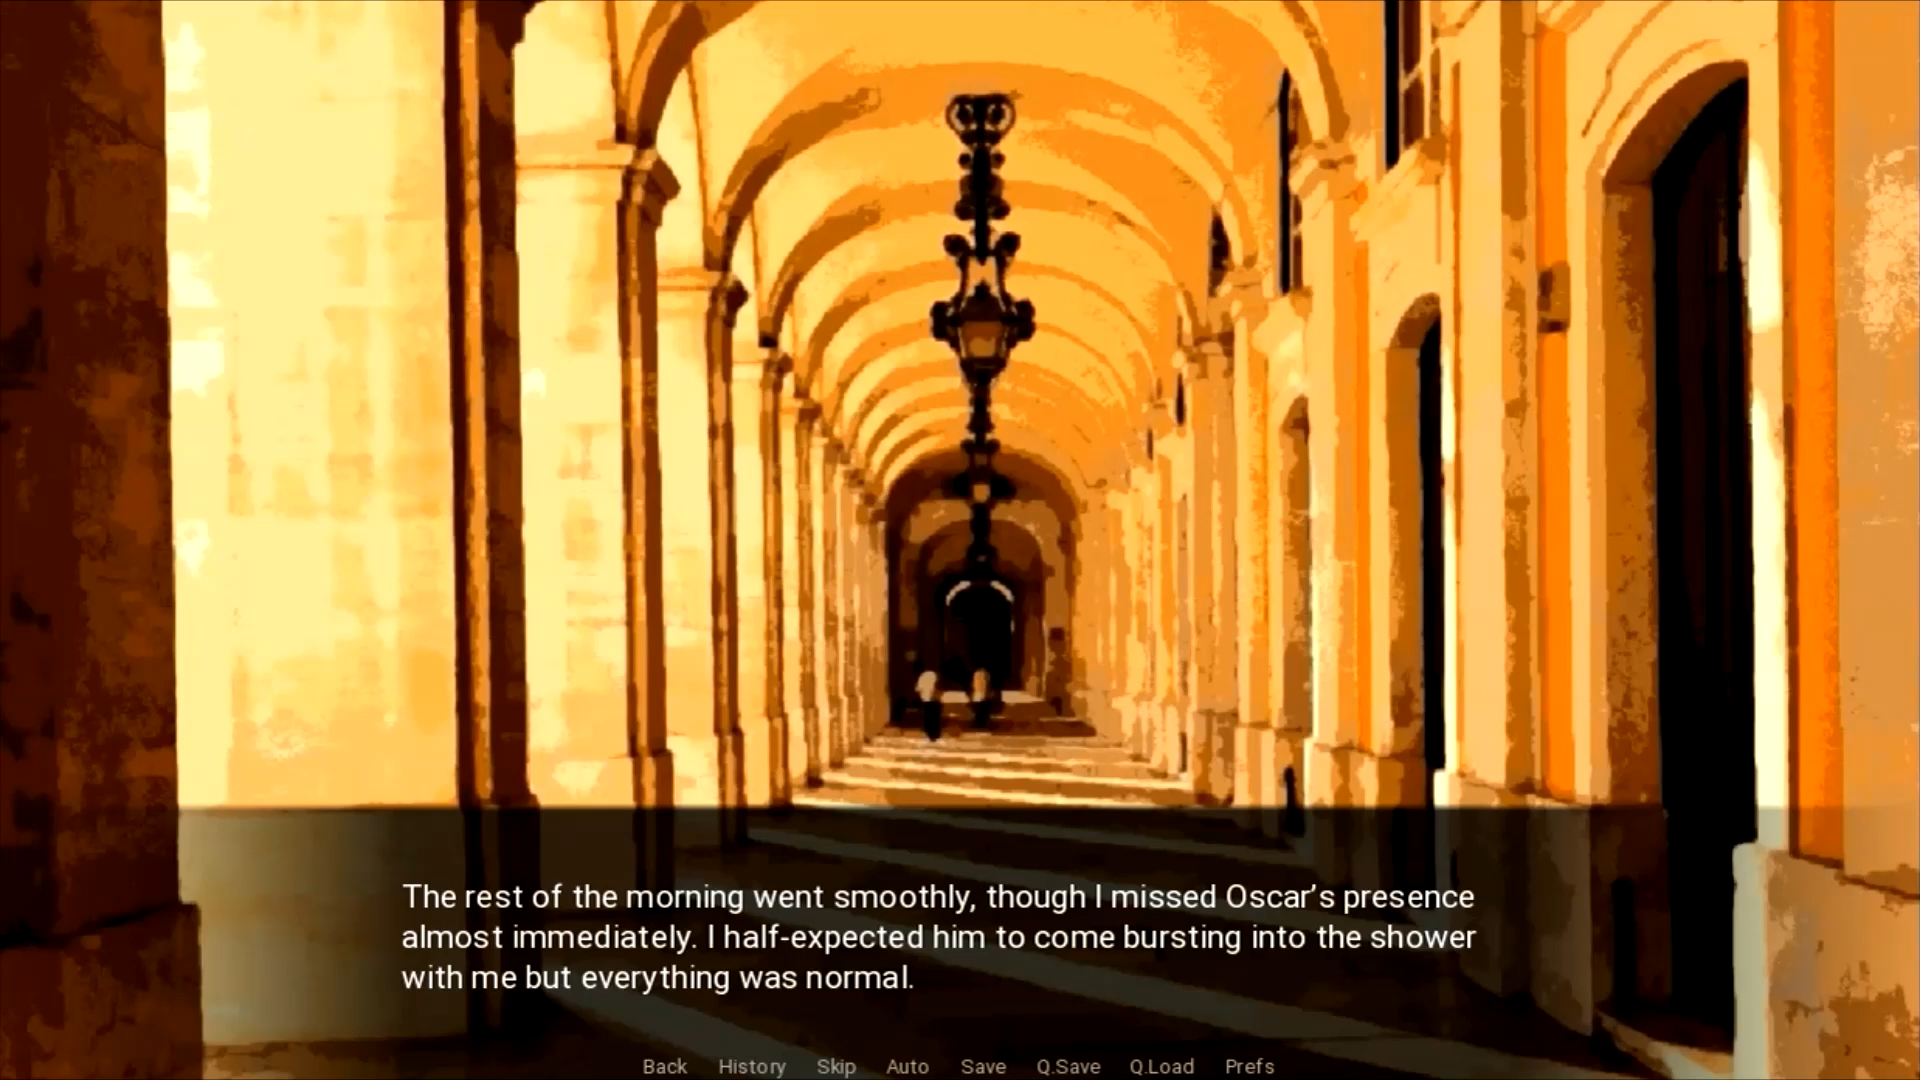 The rest of the morning went smoothly, though I missed Oscar’s presence
almost immediately. I half-expected him to come bursting into the shower
with me but everything was normal.
Back History Skip Auto Save Q.Save Q.Load Prefs